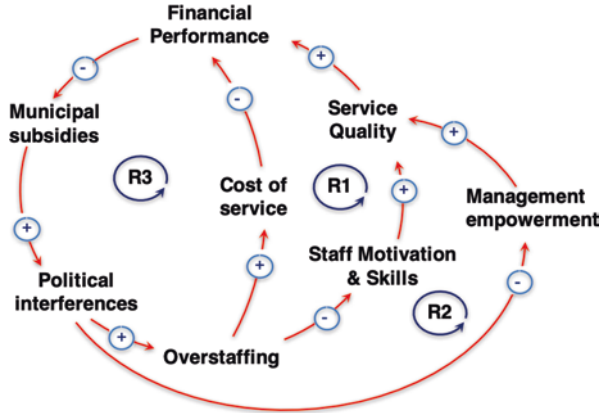 Financial
Performance
+
-
-
Municipal
subsidies
Service
Quality
+
R3
Cost of
service
R1
+
Management
empowerment
+
Staff Motivation
& Skills
+
Political
interferences
-
R2
-
+
Overstaffing